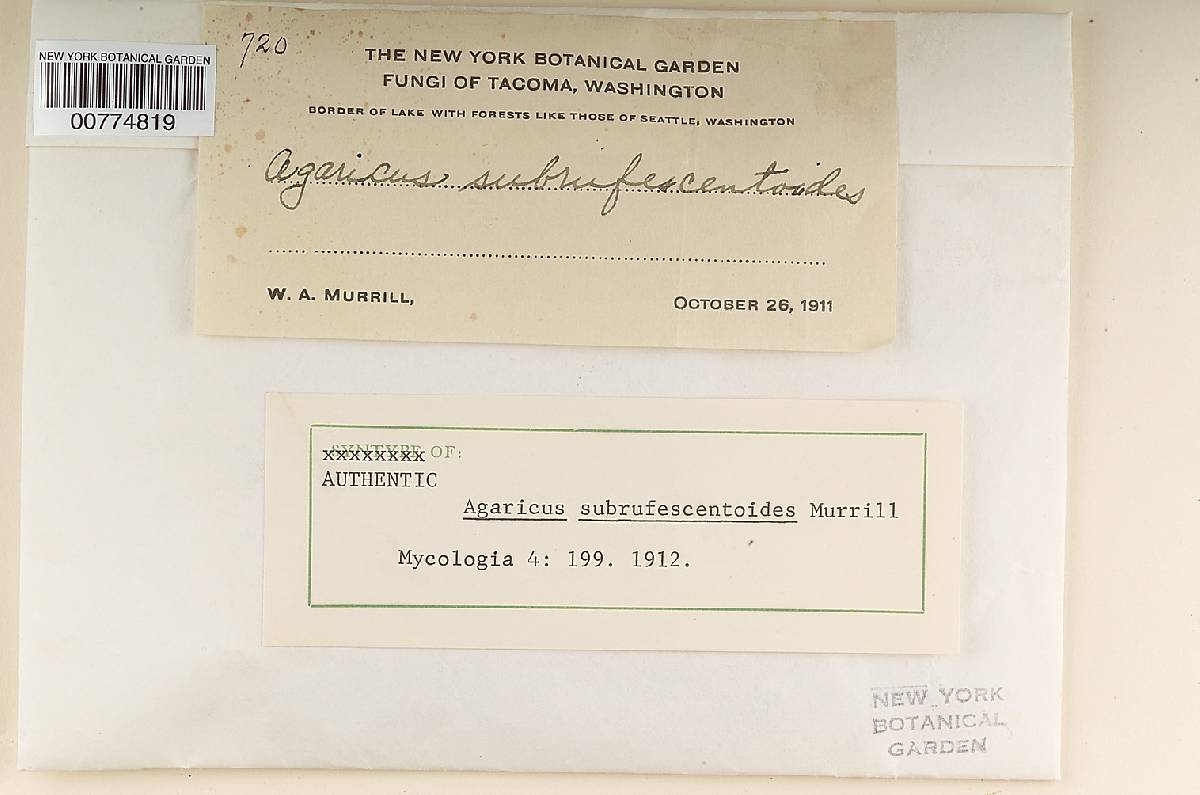 NEW YORK BOTANICAL GARDEN
00774819
720
THE NEW YORK BOTANICAL GARDEN
FUNGI OF TACOMA, WASHINGTON
BORDER OF LAKE WITH FORESTS LIKE THOSE OF SEATTLE, WASHINGTON
Agaricus subrufescentoides
W. A. MURRILL,
OCTOBER 26, 1911
SYNTYPE OF:
AUTHENTIC
Agaricus subrufescentoides Murrill
Mycologia 4: 199. 1912.
NEW YORK
BOTANICAL
GARDEN